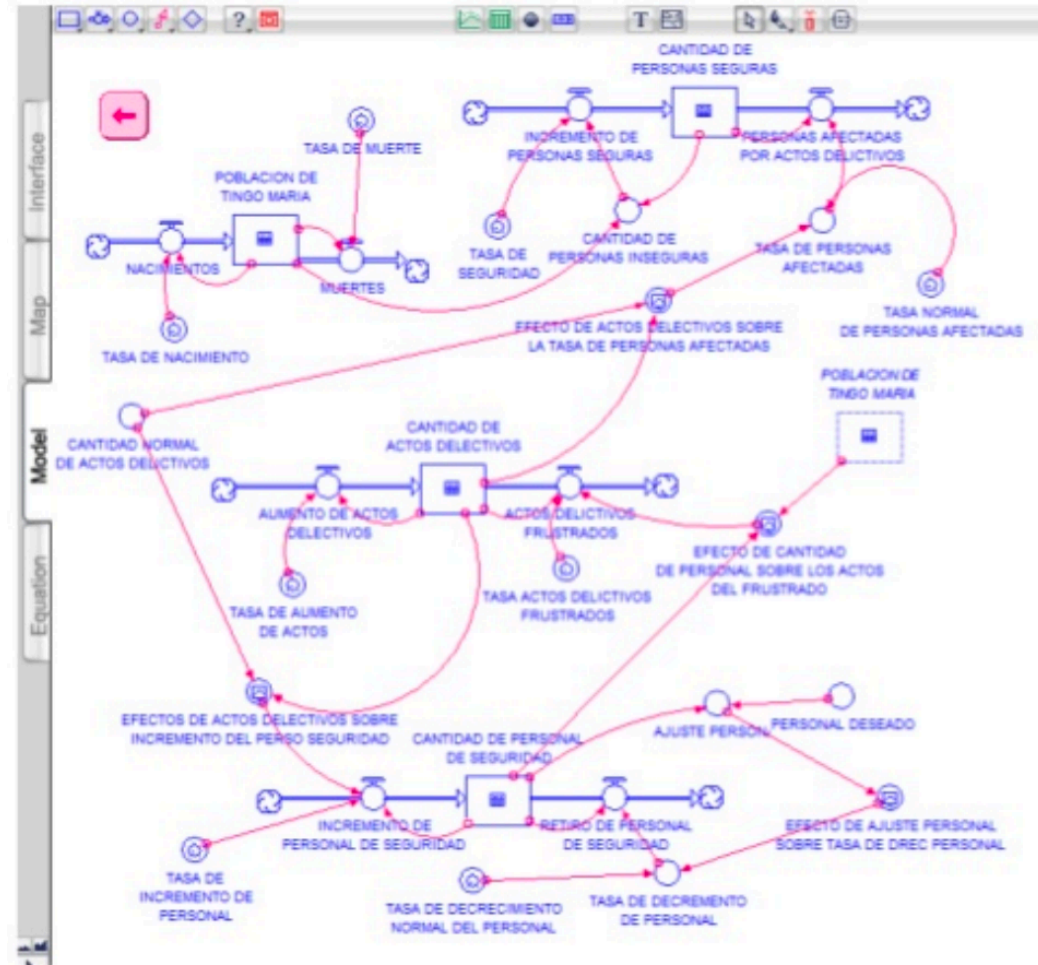 Interface
Map
Model
Equation
?
T
CANTIDAD DE
PERSONAS SEGURAS
TASA DE MUERTE
INCREMENTO DE
PERSONAS SEGURAS
PERSONAS AFECTADAS
POR ACTOS DELICTIVOS
POBLACION DE
TINGO MARIA
NACIMIENTOS
MUERTES
TASA DE
SEGURIDAD
CANTIDAD DE
PERSONAS INSEGURAS
TASA DE PERSONAS
AFECTADAS
TASA NORMAL
DE PERSONAS AFECTADAS
TASA DE NACIMIENTO
EFECTO DE ACTOS DELECTIVOS SOBRE
LA TASA DE PERSONAS AFECTADAS
POBLACION DE
TINGO MARIA
CANTIDAD NORMAL
DE ACTOS DELICTIVOS
CANTIDAD DE
ACTOS DELECTIVOS
AUMENTO DE ACTOS
DELECTIVOS
ACTOS DELICTIVOS
FRUSTRADOS
EFECTO DE CANTIDAD
DE PERSONAL SOBRE LOS ACTOS
DEL FRUSTRADO
TASA DE AUMENTO
DE ACTOS
TASA ACTOS DELICTIVOS
FRUSTRADOS
EFECTOS DE ACTOS DELECTIVOS SOBRE
INCREMENTO DEL PERSO SEGURIDAD
CANTIDAD DE PERSONAL
DE SEGURIDAD
AJUSTE PERSON
PERSONAL DESEADO
INCREMENTO DE
PERSONAL DE SEGURIDAD
RETIRO DE PERSONAL
DE SEGURIDAD
EFECTO DE AJUSTE PERSONAL
SOBRE TASA DE DREC PERSONAL
TASA DE
INCREMENTO DE
PERSONAL
TASA DE DECRECIMIENTO
NORMAL DEL PERSONAL
TASA DE DECREMENTO
DE PERSONAL